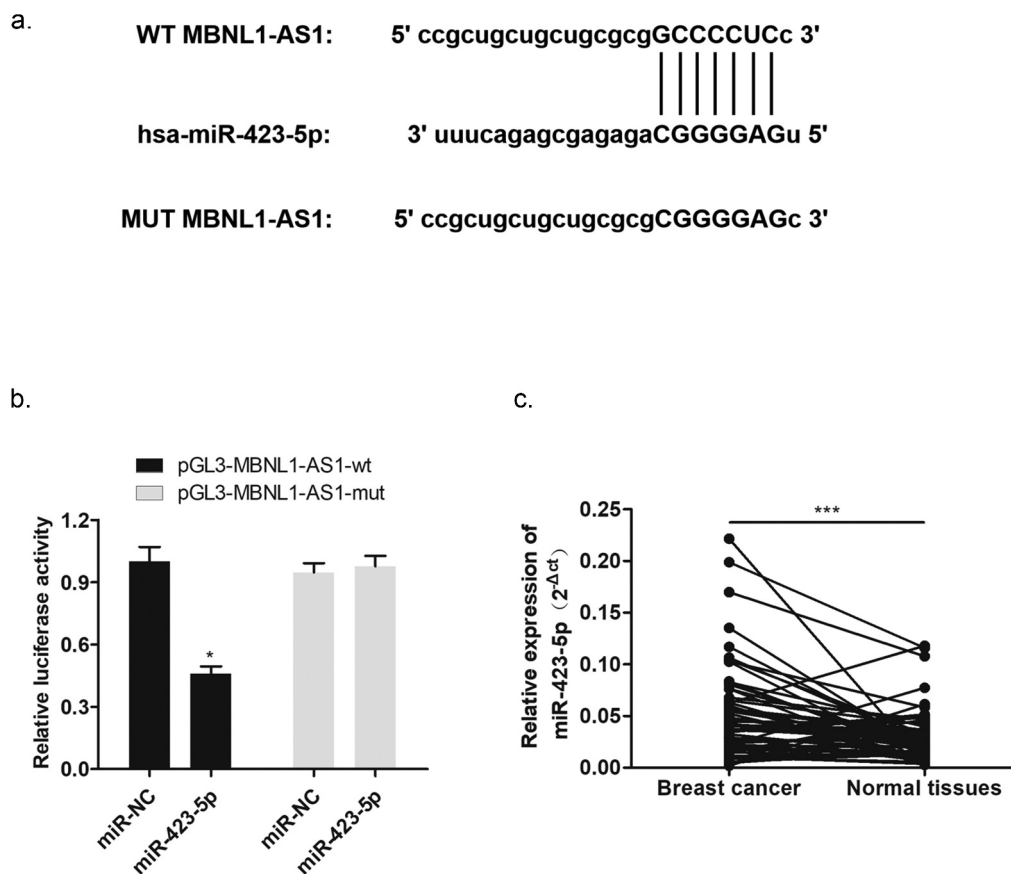 a.
WT MBNL1-AS1: 5' ccgcugcugcugcgcgGCCCCUCc 3'
hsa-miR-423-5p: 3' uuucagagcgagagaCGGGGAGu 5'
MUT MBNL1-AS1: 5' ccgcugcugcugcgcgCGGGGAGc 3'
b.
pGL3-MBNL1-AS1-wt
pGL3-MBNL1-AS1-mut
Relative luciferase activity
1.2
0.9
0.6
0.3
0.0
*
miR-NC
miR-423-5p
miR-NC
miR-423-5p
c.
Relative expression of
miR-423-5p (2^-Δct)
0.25
0.20
0.15
0.10
0.05
0.00
***
Breast cancer
Normal tissues